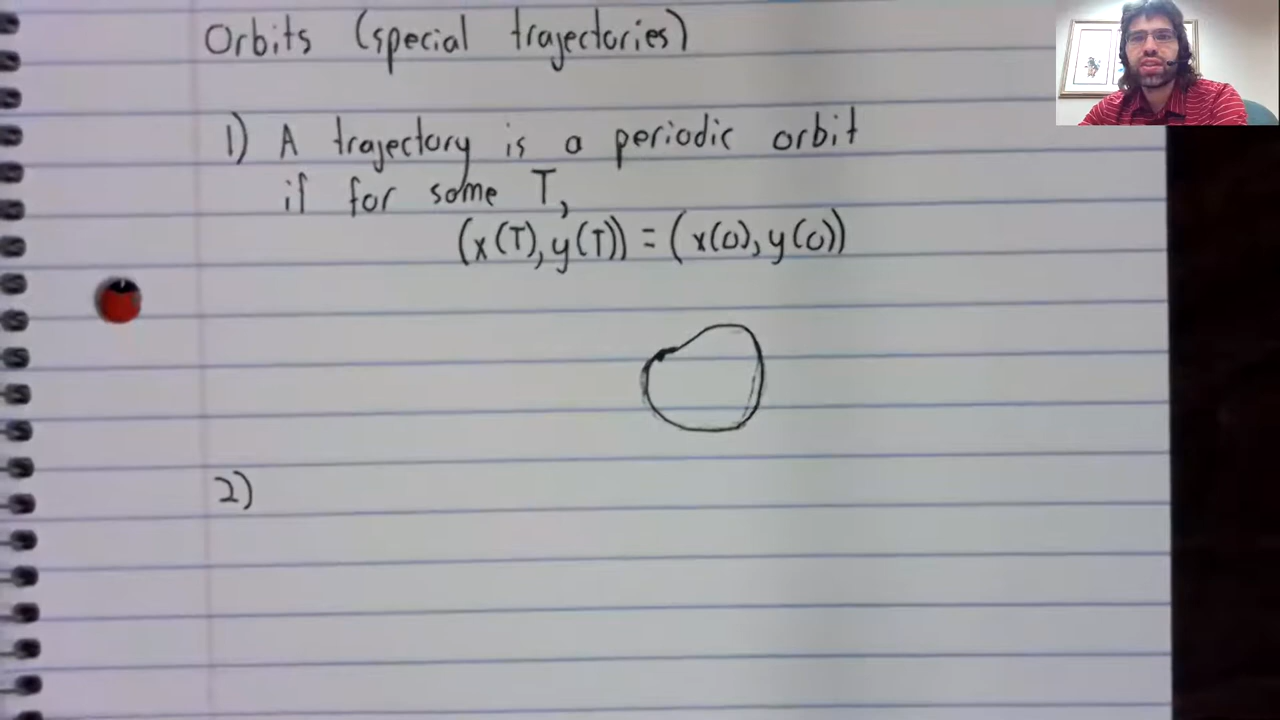 Orbits (special trajectories)
1) A trajectory is a periodic orbit
if for some T,
(x(T), y(T)) = (x(0), y(0))
2)